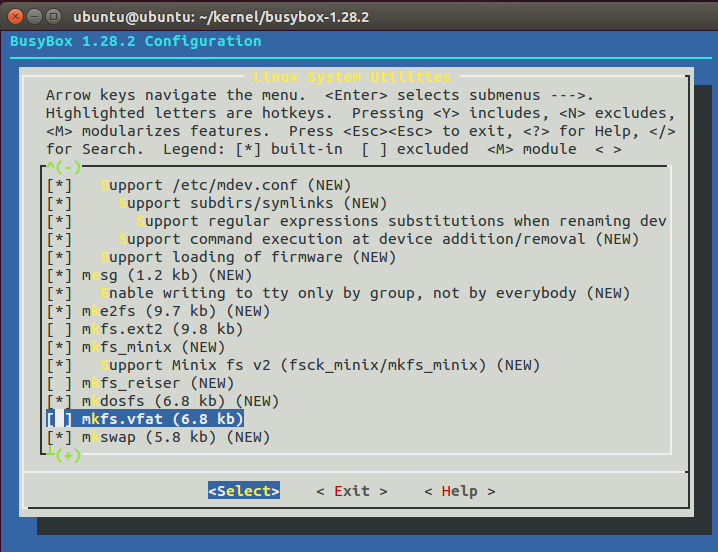 ubuntu@ubuntu: ~/kernel/busybox-1.28.2
BusyBox 1.28.2 Configuration
Linux System Utilities
Arrow keys navigate the menu.  <Enter> selects submenus --->.
Highlighted letters are hotkeys.  Pressing <Y> includes, <N> excludes,
<M> modularizes features.  Press <Esc><Esc> to exit, <?> for Help, </>
for Search.  Legend: [*] built-in  [ ] excluded  <M> module  < >
^(-)
[*]   Support /etc/mdev.conf (NEW)
[*]     Support subdirs/symlinks (NEW)
[*]       Support regular expressions substitutions when renaming dev
[*]     Support command execution at device addition/removal (NEW)
[*]   Support loading of firmware (NEW)
[*] mesg (1.2 kb) (NEW)
[*]   Enable writing to tty only by group, not by everybody (NEW)
[*] mke2fs (9.7 kb) (NEW)
[ ] mkfs.ext2 (9.8 kb)
[*] mkfs_minix (NEW)
[*]   Support Minix fs v2 (fsck_minix/mkfs_minix) (NEW)
[ ] mkfs_reiser (NEW)
[*] mkdosfs (6.8 kb) (NEW)
[ ] mkfs.vfat (6.8 kb)
[*] mkswap (5.8 kb) (NEW)
(+)
<Select>    < Exit >    < Help >